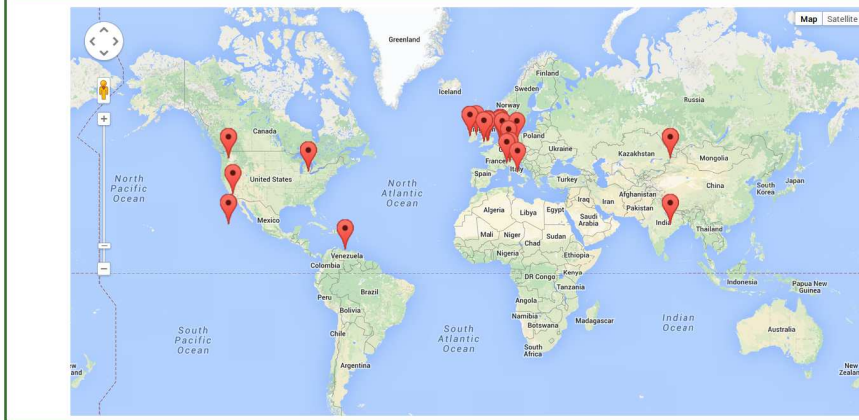 Map Satellite
Greenland
Iceland
Finland
Sweden
Norway
Russia
Canada
Poland
Ukraine
Kazakhstan
Mongolia
France
Italy
Spain
Turkey
North
Pacific
Ocean
United States
North
Atlantic
Ocean
China
South
Korea
Japan
Afghanistan
Iraq
Iran
Pakistan
Algeria
Libya
Egypt
Saudi
Arabia
India
Thailand
Mexico
Mali
Niger
Chad
Sudan
Nigeria
Ethiopia
Venezuela
Colombia
DR Congo
Kenya
Tanzania
Indonesia
Papua New
Guinea
Peru
Brazil
Bolivia
Angola
Namibia
Botswana
Madagascar
South
Pacific
Ocean
Chile
South
Atlantic
Ocean
Indian
Ocean
Australia
South
Africa
Argentina
New
Zealan